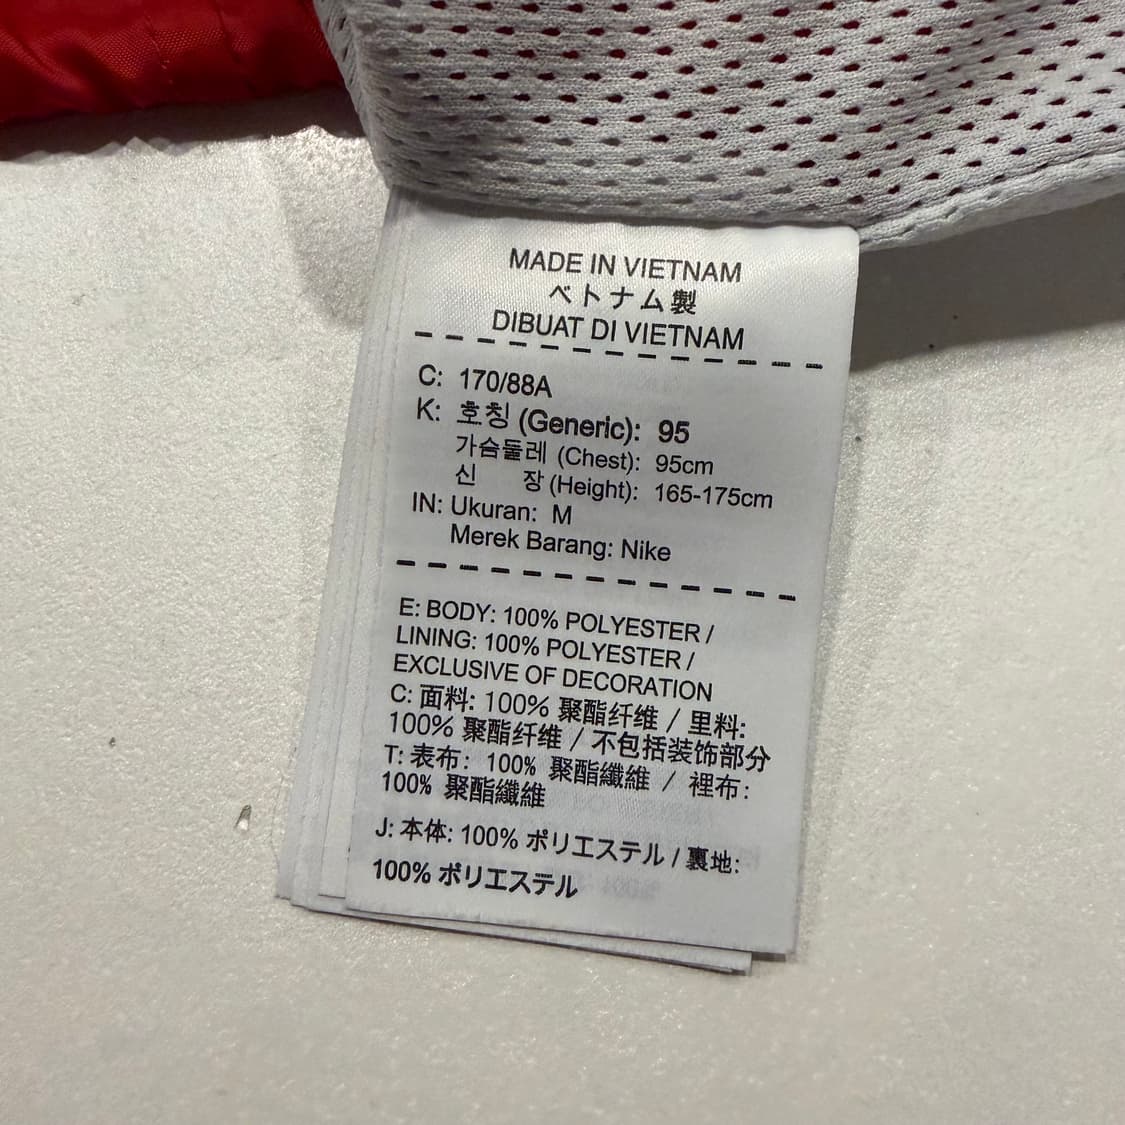 MADE IN VIETNAM
ベトナム製
DIBUAT DI VIETNAM
C: 170/88A
K: 호칭 (Generic): 95
가슴둘레 (Chest): 95cm
신 장 (Height): 165-175cm
IN: Ukuran: M
Merek Barang: Nike
E: BODY: 100% POLYESTER /
LINING: 100% POLYESTER /
EXCLUSIVE OF DECORATION
C: 面料: 100% 聚酯纤维 / 里料:
100% 聚酯纤维 / 不包括装饰部分
T: 表布: 100% 聚酯纖維 / 裡布:
100% 聚酯纖維
J: 本体: 100% ポリエステル / 裏地:
100% ポリエステル